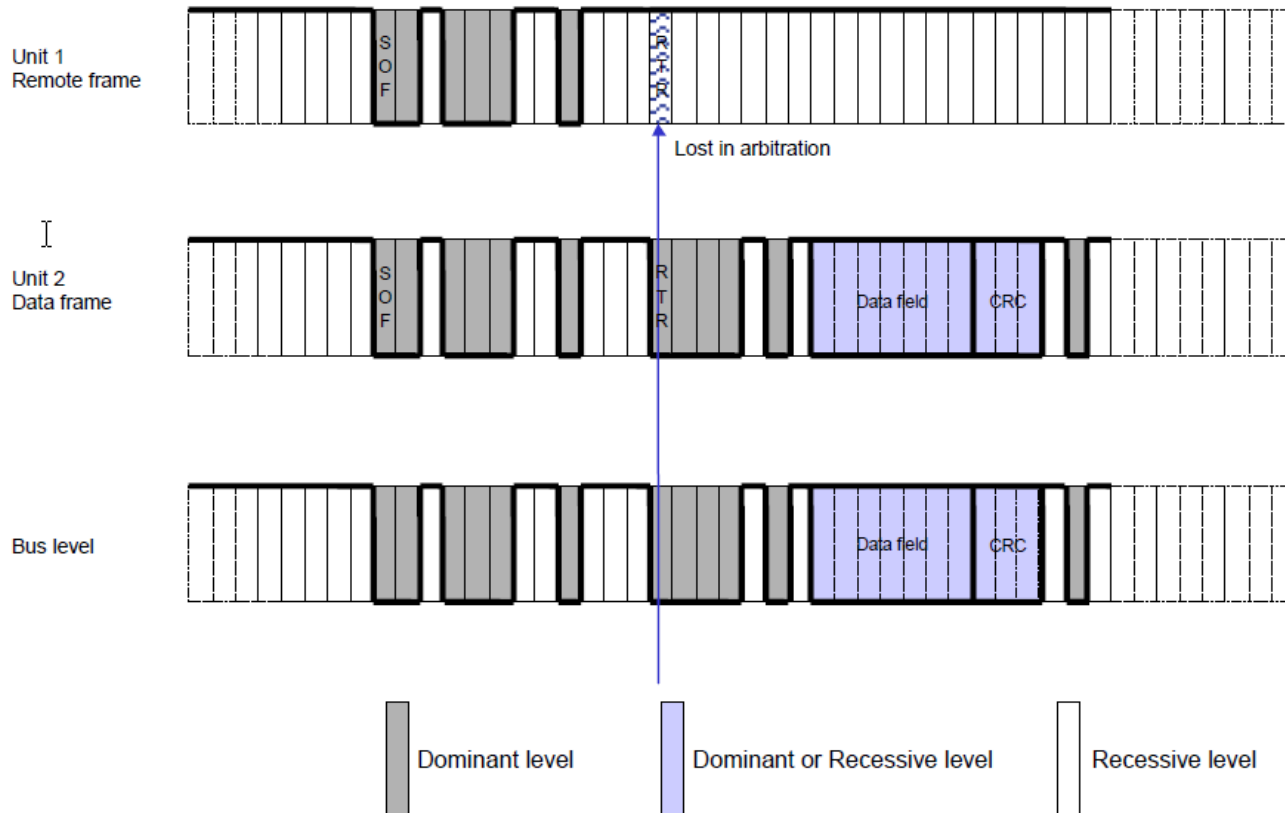 Unit 1
Remote frame
S
O
F
R
T
R
Lost in arbitration
Unit 2
Data frame
S
O
F
R
T
R
Data field
CRC
Bus level
Data field
CRC
Dominant level
Dominant or Recessive level
Recessive level